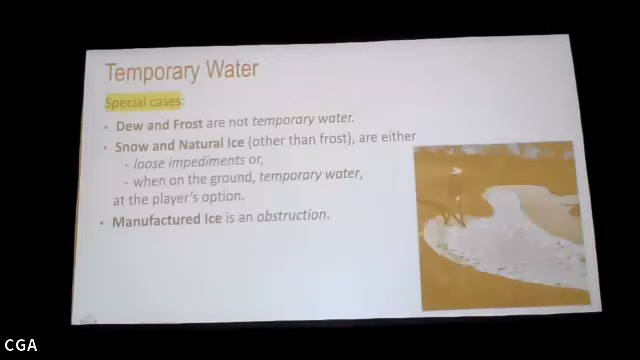 Temporary Water
Special cases:
• Dew and Frost are not temporary water.
• Snow and Natural Ice (other than frost), are either
- loose impediments or,
- when on the ground, temporary water,
at the player's option.
• Manufactured Ice is an obstruction.
CGA